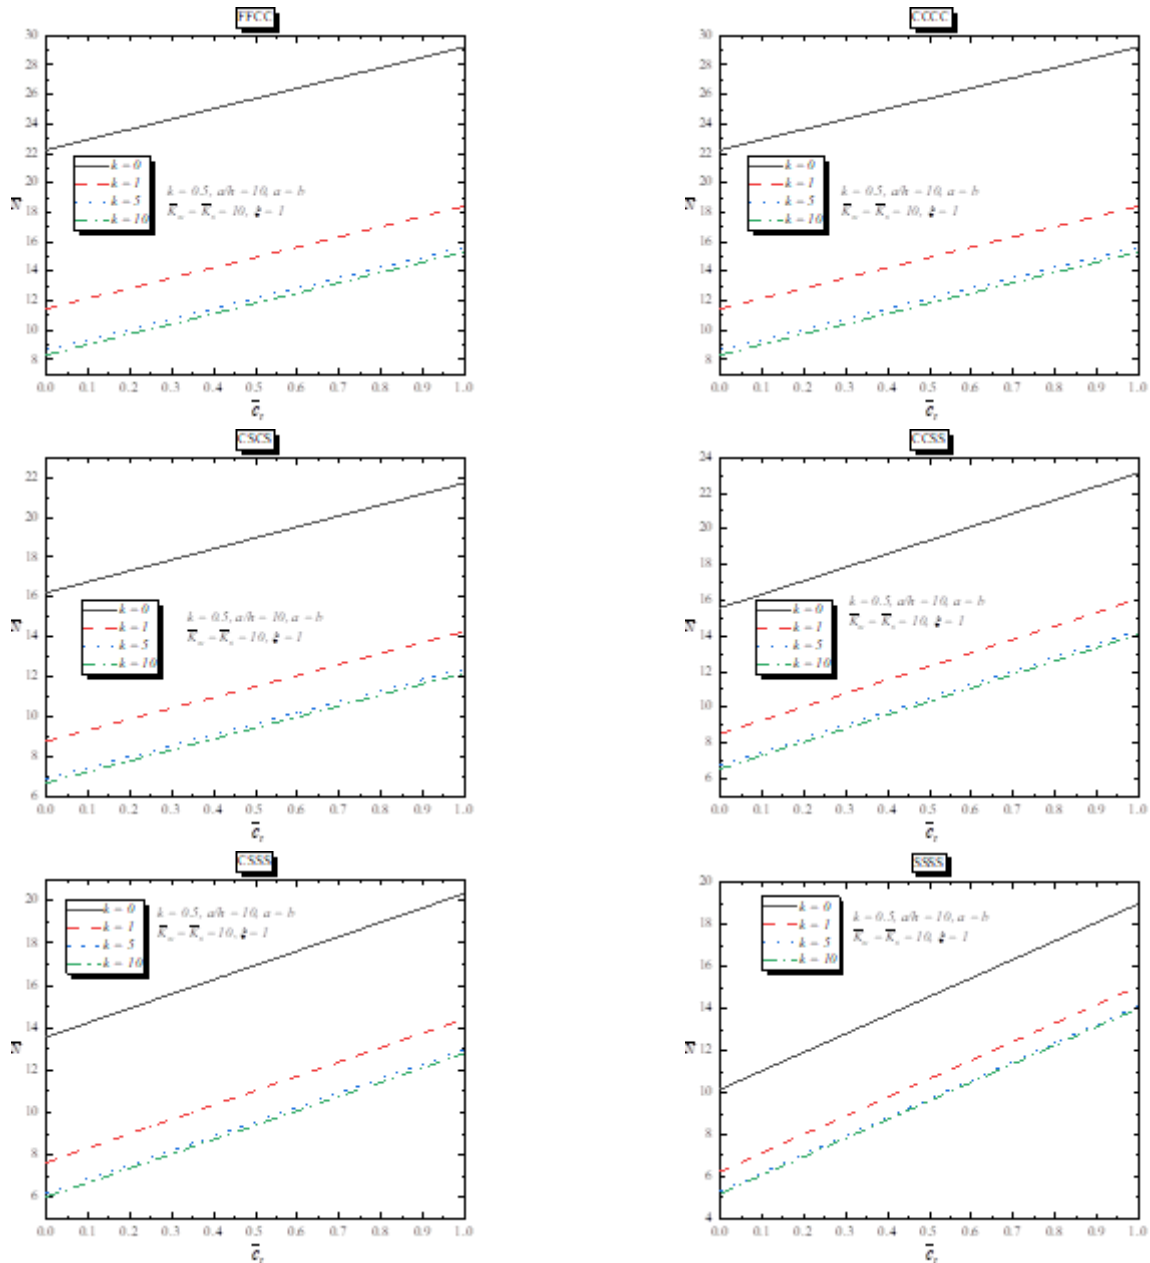 FFCC
30
28
26
24
22
20
18
16
14
12
10
8
k = 0
k = 1
k = 5
k = 10
k = 0.5, a/h = 10, a = b
0.0 0.1 0.2 0.3 0.4 0.5 0.6 0.7 0.8 0.9 1.0
CCCC
30
28
26
24
22
20
18
16
14
12
10
8
k = 0
k = 1
k = 5
k = 10
k = 0.5, a/h = 10, a = b
0.0 0.1 0.2 0.3 0.4 0.5 0.6 0.7 0.8 0.9 1.0
CSCS
22
20
18
16
14
12
10
8
6
k = 0
k = 1
k = 5
k = 10
k = 0.5, a/h = 10, a = b
0.0 0.1 0.2 0.3 0.4 0.5 0.6 0.7 0.8 0.9 1.0
CCSS
24
22
20
18
16
14
12
10
8
6
k = 0
k = 1
k = 5
k = 10
k = 0.5, a/h = 10, a = b
0.0 0.1 0.2 0.3 0.4 0.5 0.6 0.7 0.8 0.9 1.0
CSSS
20
18
16
14
12
10
8
6
k = 0
k = 1
k = 5
k = 10
k = 0.5, a/h = 10, a = b
0.0 0.1 0.2 0.3 0.4 0.5 0.6 0.7 0.8 0.9 1.0
SSSS
20
18
16
14
12
10
8
6
4
k = 0
k = 1
k = 5
k = 10
k = 0.5, a/h = 10, a = b
0.0 0.1 0.2 0.3 0.4 0.5 0.6 0.7 0.8 0.9 1.0